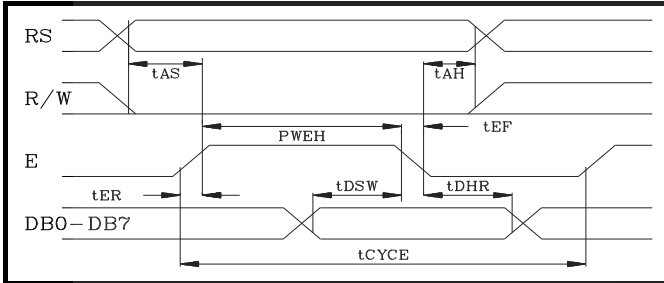 RS
tAS
tAH
R/W
tEF
PWEH
E
tER
tDSW
tDHR
DB0-DB7
tCYCE